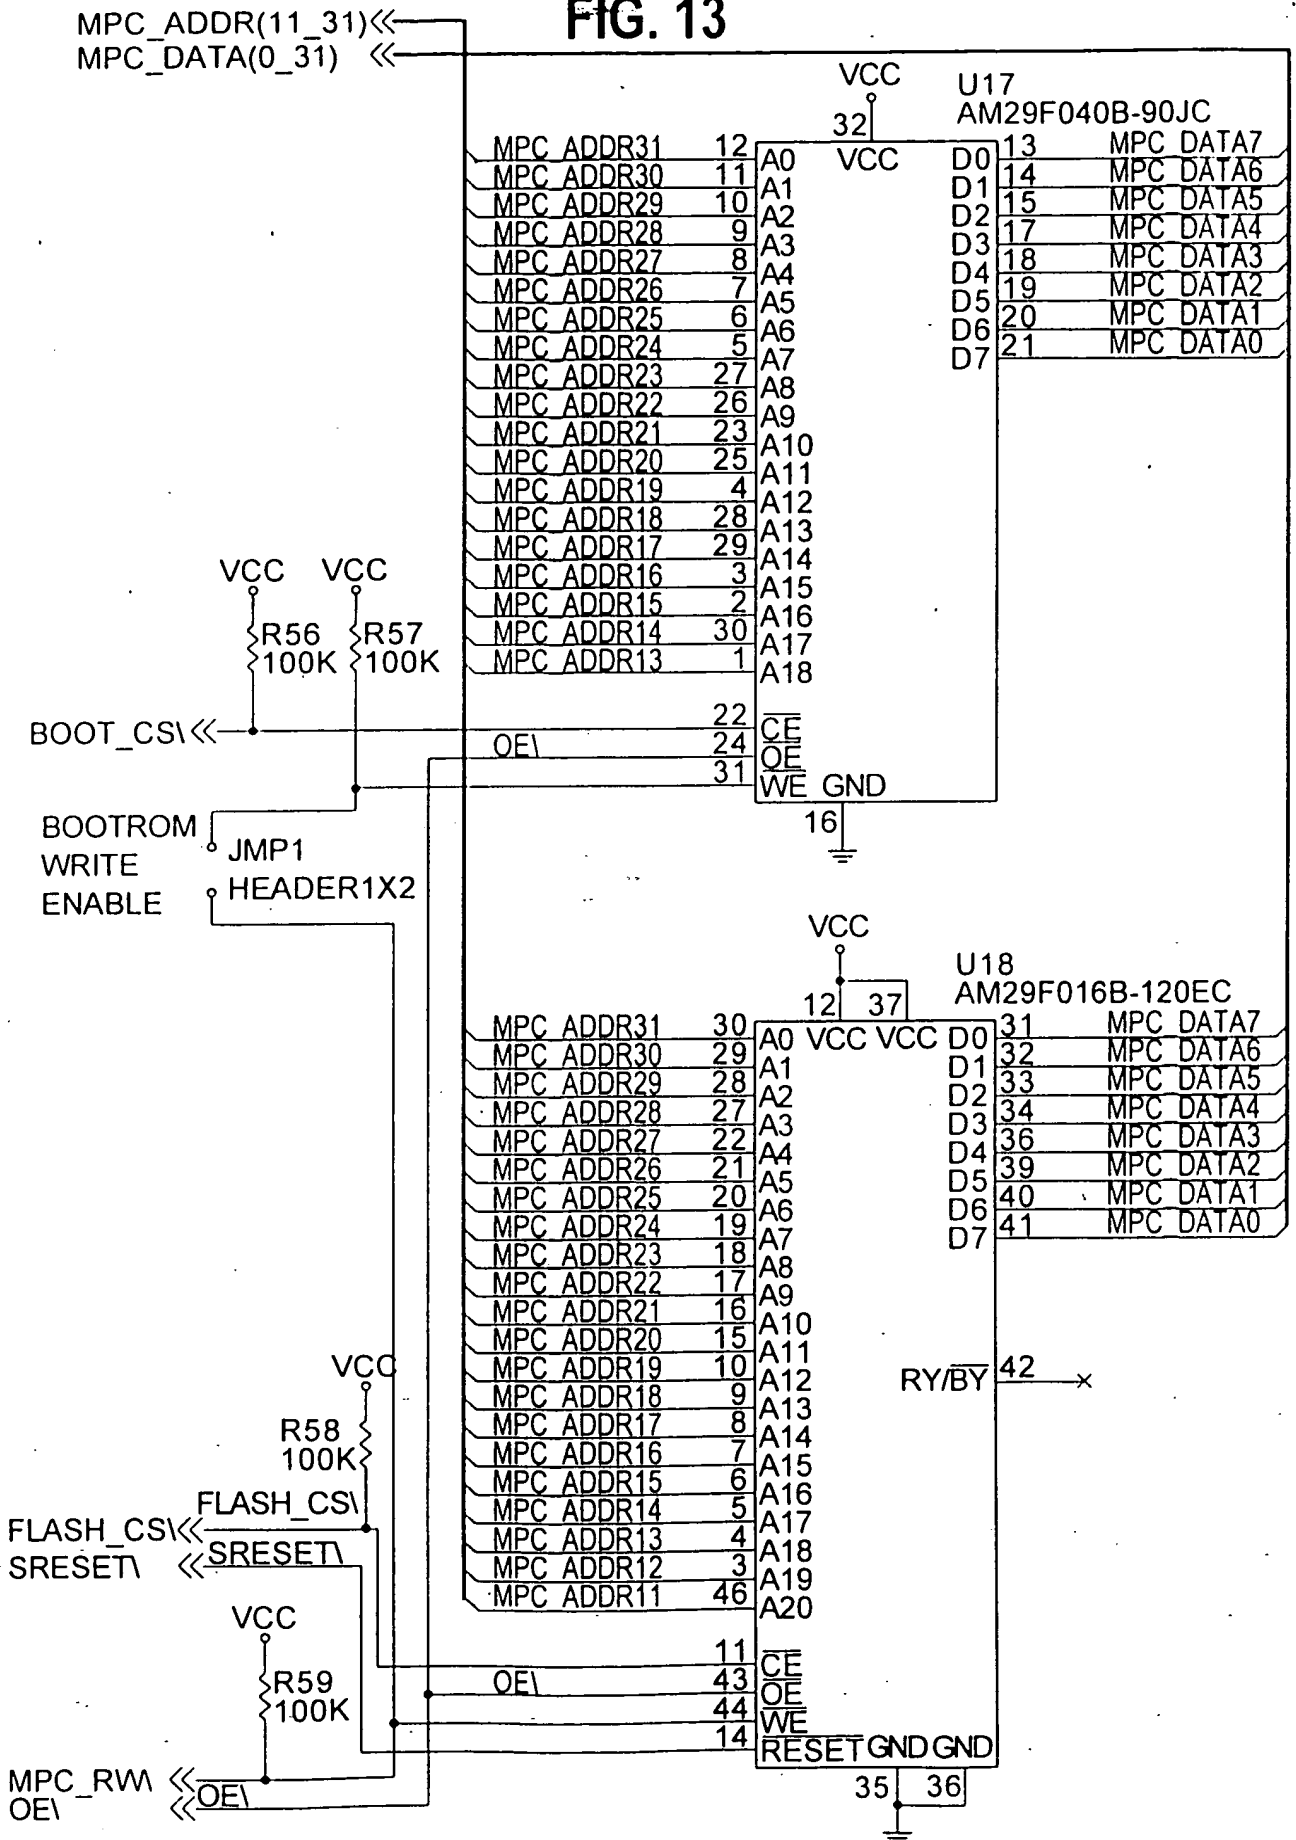 FIG. 13
MPC_ADDR(11_31)
MPC_DATA(0_31)
VCC
U17
AM29F040B-90JC
32
VCC
MPC_ADDR31 12 A0 D0 13 MPC_DATA7
MPC_ADDR30 11 A1 D1 14 MPC_DATA6
MPC_ADDR29 10 A2 D2 15 MPC_DATA5
MPC_ADDR28 9 A3 D3 17 MPC_DATA4
MPC_ADDR27 8 A4 D4 18 MPC_DATA3
MPC_ADDR26 7 A5 D5 19 MPC_DATA2
MPC_ADDR25 6 A6 D6 20 MPC_DATA1
MPC_ADDR24 5 A7 D7 21 MPC_DATA0
MPC_ADDR23 27 A8
MPC_ADDR22 26 A9
MPC_ADDR21 23 A10
MPC_ADDR20 25 A11
MPC_ADDR19 4 A12
MPC_ADDR18 28 A13
MPC_ADDR17 29 A14
MPC_ADDR16 3 A15
MPC_ADDR15 2 A16
MPC_ADDR14 30 A17
MPC_ADDR13 1 A18
VCC VCC
R56 R57
100K 100K
BOOT_CS\ 22 CE
OE\ 24 OE
31 WE GND
16
BOOTROM
WRITE
ENABLE
JMP1
HEADER1X2
VCC
U18
AM29F016B-120EC
12 37
VCC VCC
MPC_ADDR31 30 A0 D0 31 MPC_DATA7
MPC_ADDR30 29 A1 D1 32 MPC_DATA6
MPC_ADDR29 28 A2 D2 33 MPC_DATA5
MPC_ADDR28 27 A3 D3 34 MPC_DATA4
MPC_ADDR27 22 A4 D4 36 MPC_DATA3
MPC_ADDR26 21 A5 D5 39 MPC_DATA2
MPC_ADDR25 20 A6 D6 40 MPC_DATA1
MPC_ADDR24 19 A7 D7 41 MPC_DATA0
MPC_ADDR23 18 A8
MPC_ADDR22 17 A9
MPC_ADDR21 16 A10
MPC_ADDR20 15 A11
MPC_ADDR19 10 A12 RY/BY 42
MPC_ADDR18 9 A13
MPC_ADDR17 8 A14
MPC_ADDR16 7 A15
MPC_ADDR15 6 A16
MPC_ADDR14 5 A17
MPC_ADDR13 4 A18
MPC_ADDR12 3 A19
MPC_ADDR11 46 A20
VCC
R58
100K
FLASH_CS\
FLASH_CS\
SRESET\ SRESET\
VCC
R59
100K
11 CE
OE\ 43 OE
44 WE
14 RESET GND GND
35 36
MPC_RW\
OE\ OE\